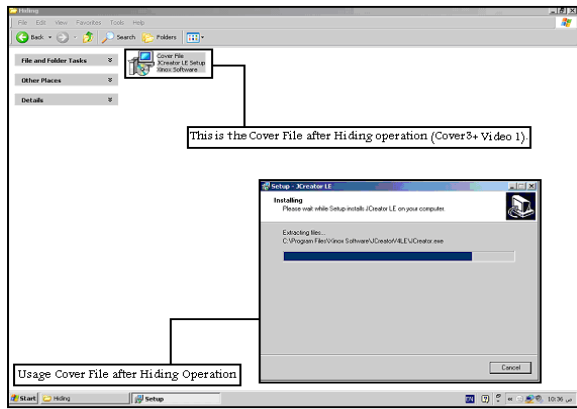 Hiding
File Edit View Favorites Tools Help
Back Search Folders
File and Folder Tasks
Other Places
Details
Cover File
JCreator LE Setup
Xinox Software
This is the Cover File after Hiding operation (Cover3+ Video 1).
Setup - JCreator LE
Installing
Please wait while Setup installs JCreator LE on your computer.
Extracting files...
C:\Program Files\Xinox Software\JCreatorV4LE\JCreator.exe
Cancel
Usage Cover File after Hiding Operation
Start Hiding Setup EN 10:36 ص